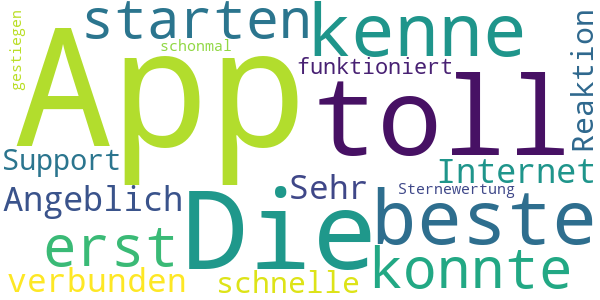 gestiegen
starten
kenne
Reaktion
App
schonmal
funktioniert
toll
Support
Internet
Angeblich
Sehr
Sternewertung
Die
beste
erst
konnte
verbunden
schnelle